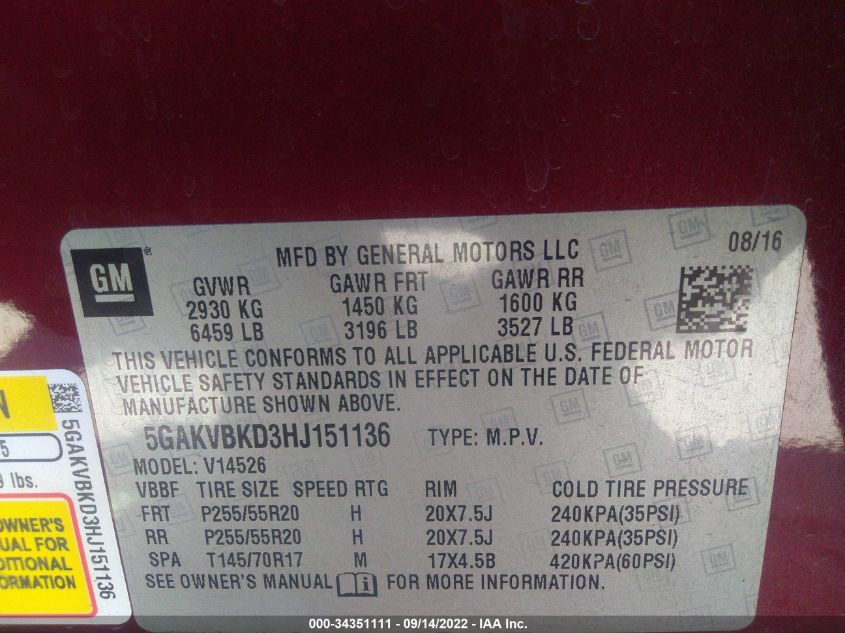 GM
®
MFD BY GENERAL MOTORS LLC
08/16
GVWR GAWR FRT GAWR RR
2930 KG 1450 KG 1600 KG
6459 LB 3196 LB 3527 LB
THIS VEHICLE CONFORMS TO ALL APPLICABLE U.S. FEDERAL MOTOR
VEHICLE SAFETY STANDARDS IN EFFECT ON THE DATE OF
MANUFACTURE SHOWN ABOVE.
5GAKVBKD3HJ151136 TYPE: M.P.V.
MODEL: V14526
VBBF TIRE SIZE SPEED RTG RIM COLD TIRE PRESSURE
FRT P255/55R20 H 20X7.5J 240KPA(35PSI)
RR P255/55R20 H 20X7.5J 240KPA(35PSI)
SPA T145/70R17 M 17X4.5B 420KPA(60PSI)
SEE OWNER'S MANUAL FOR MORE INFORMATION.
N
5
lbs.
OWNER'S
UAL FOR
DITIONAL
ORMATION
5GAKVBKD3HJ151136
000-34351111 - 09/14/2022 - IAA Inc.